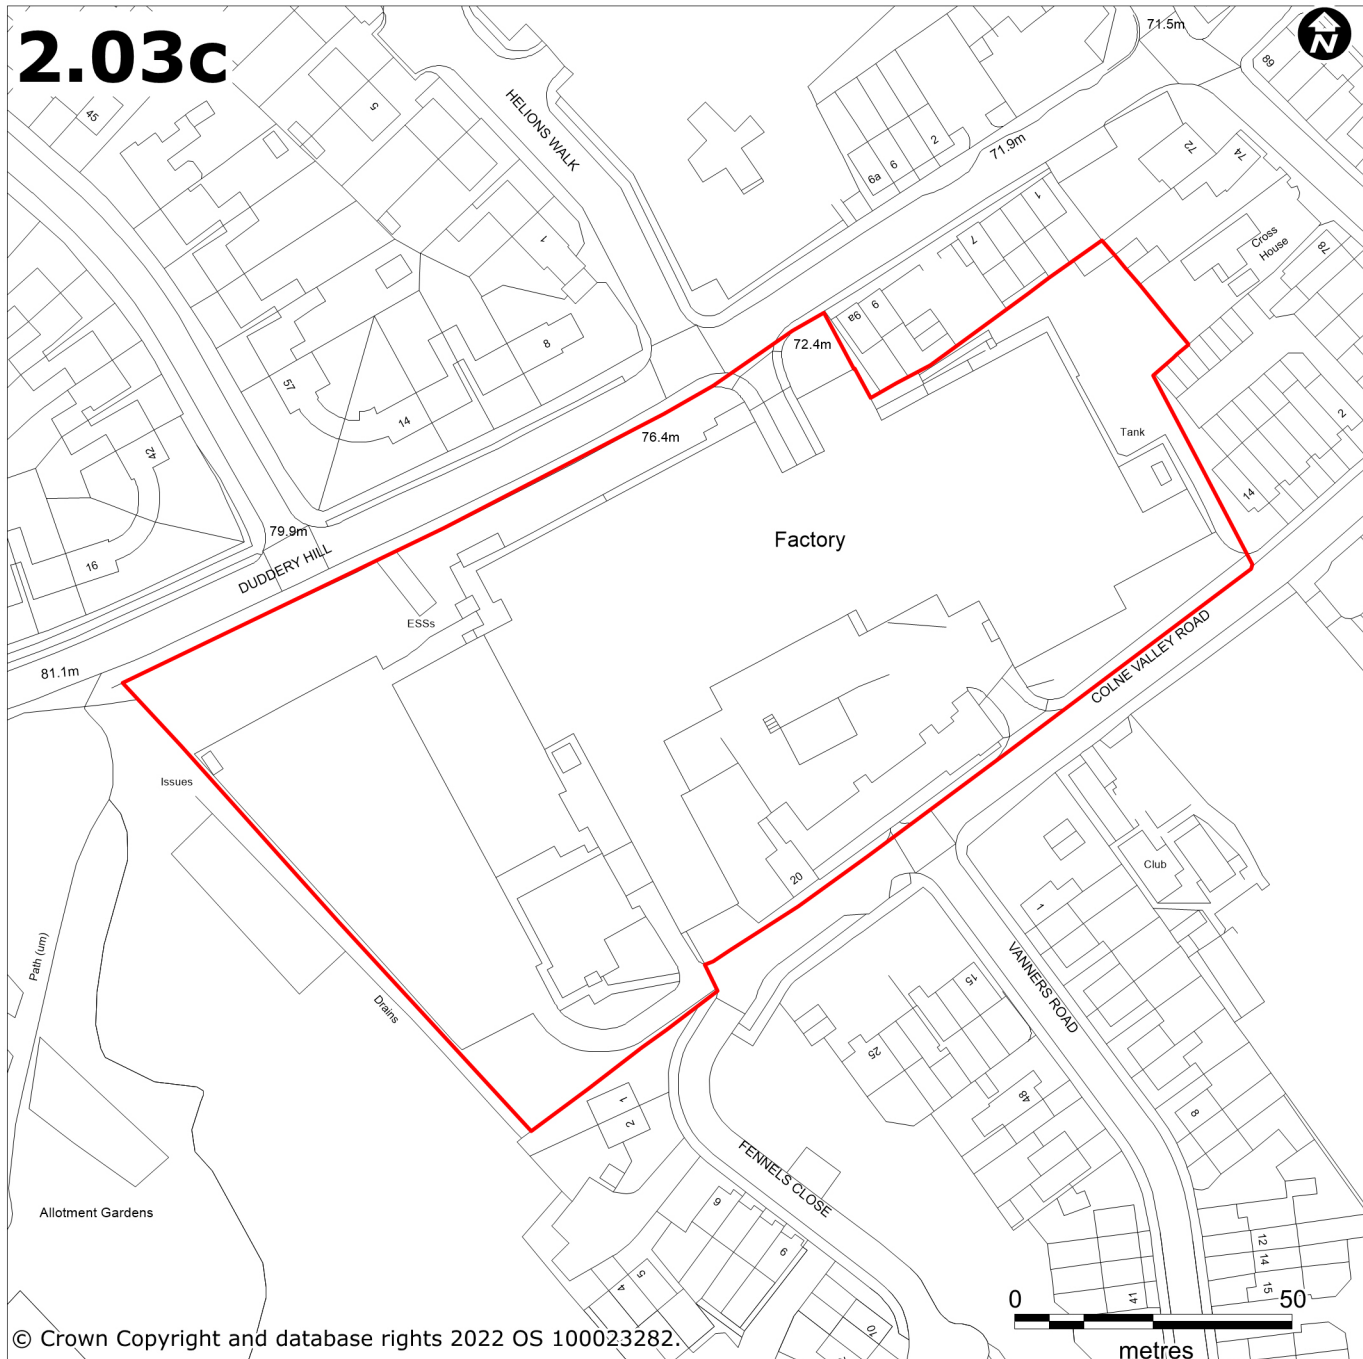 2.03c
N
71.5m
89
45
5
HELIONS WALK
2
6
6a
71.9m
72
74
1
7
1
Cross
House
78
9
9a
72.4m
8
57
14
76.4m
2
Tank
42
14
79.9m
Factory
16
DUDDERY HILL
ESSs
81.1m
COLNE VALLEY ROAD
Issues
Club
20
1
Path (um)
VANNERS ROAD
15
Drains
25
48
8
1
2
FENNELS CLOSE
Allotment Gardens
6
9
12
14
15
5
4
41
10
0
50
metres
© Crown Copyright and database rights 2022 OS 100023282.